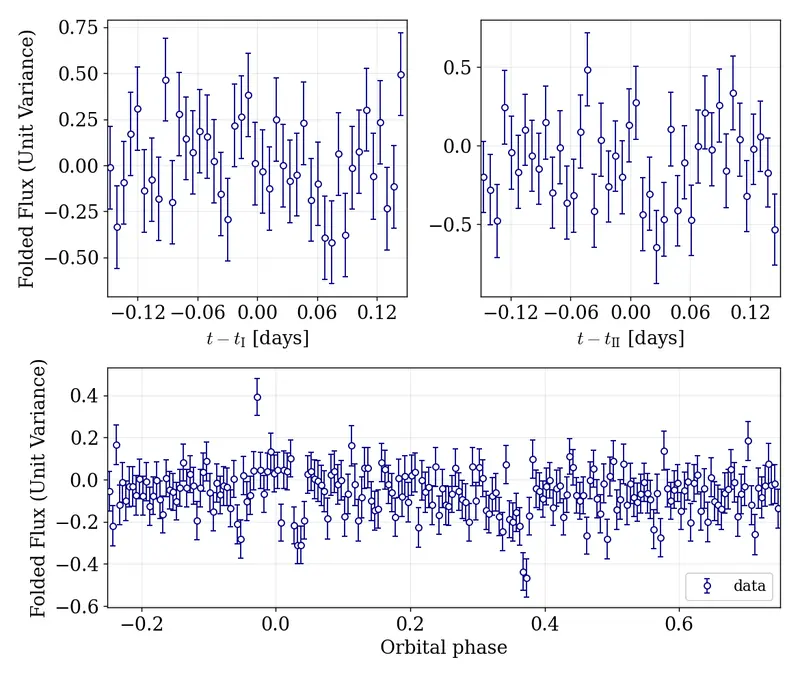 Folded Flux (Unit Variance)
0.75
0.50
0.25
0.00
−0.25
−0.50
−0.12 −0.06 0.00 0.06 0.12
t − tI [days]
0.5
0.0
−0.5
−0.12 −0.06 0.00 0.06 0.12
t − tII [days]
Folded Flux (Unit Variance)
0.4
0.2
0.0
−0.2
−0.4
−0.6
−0.2 0.0 0.2 0.4 0.6
Orbital phase
data